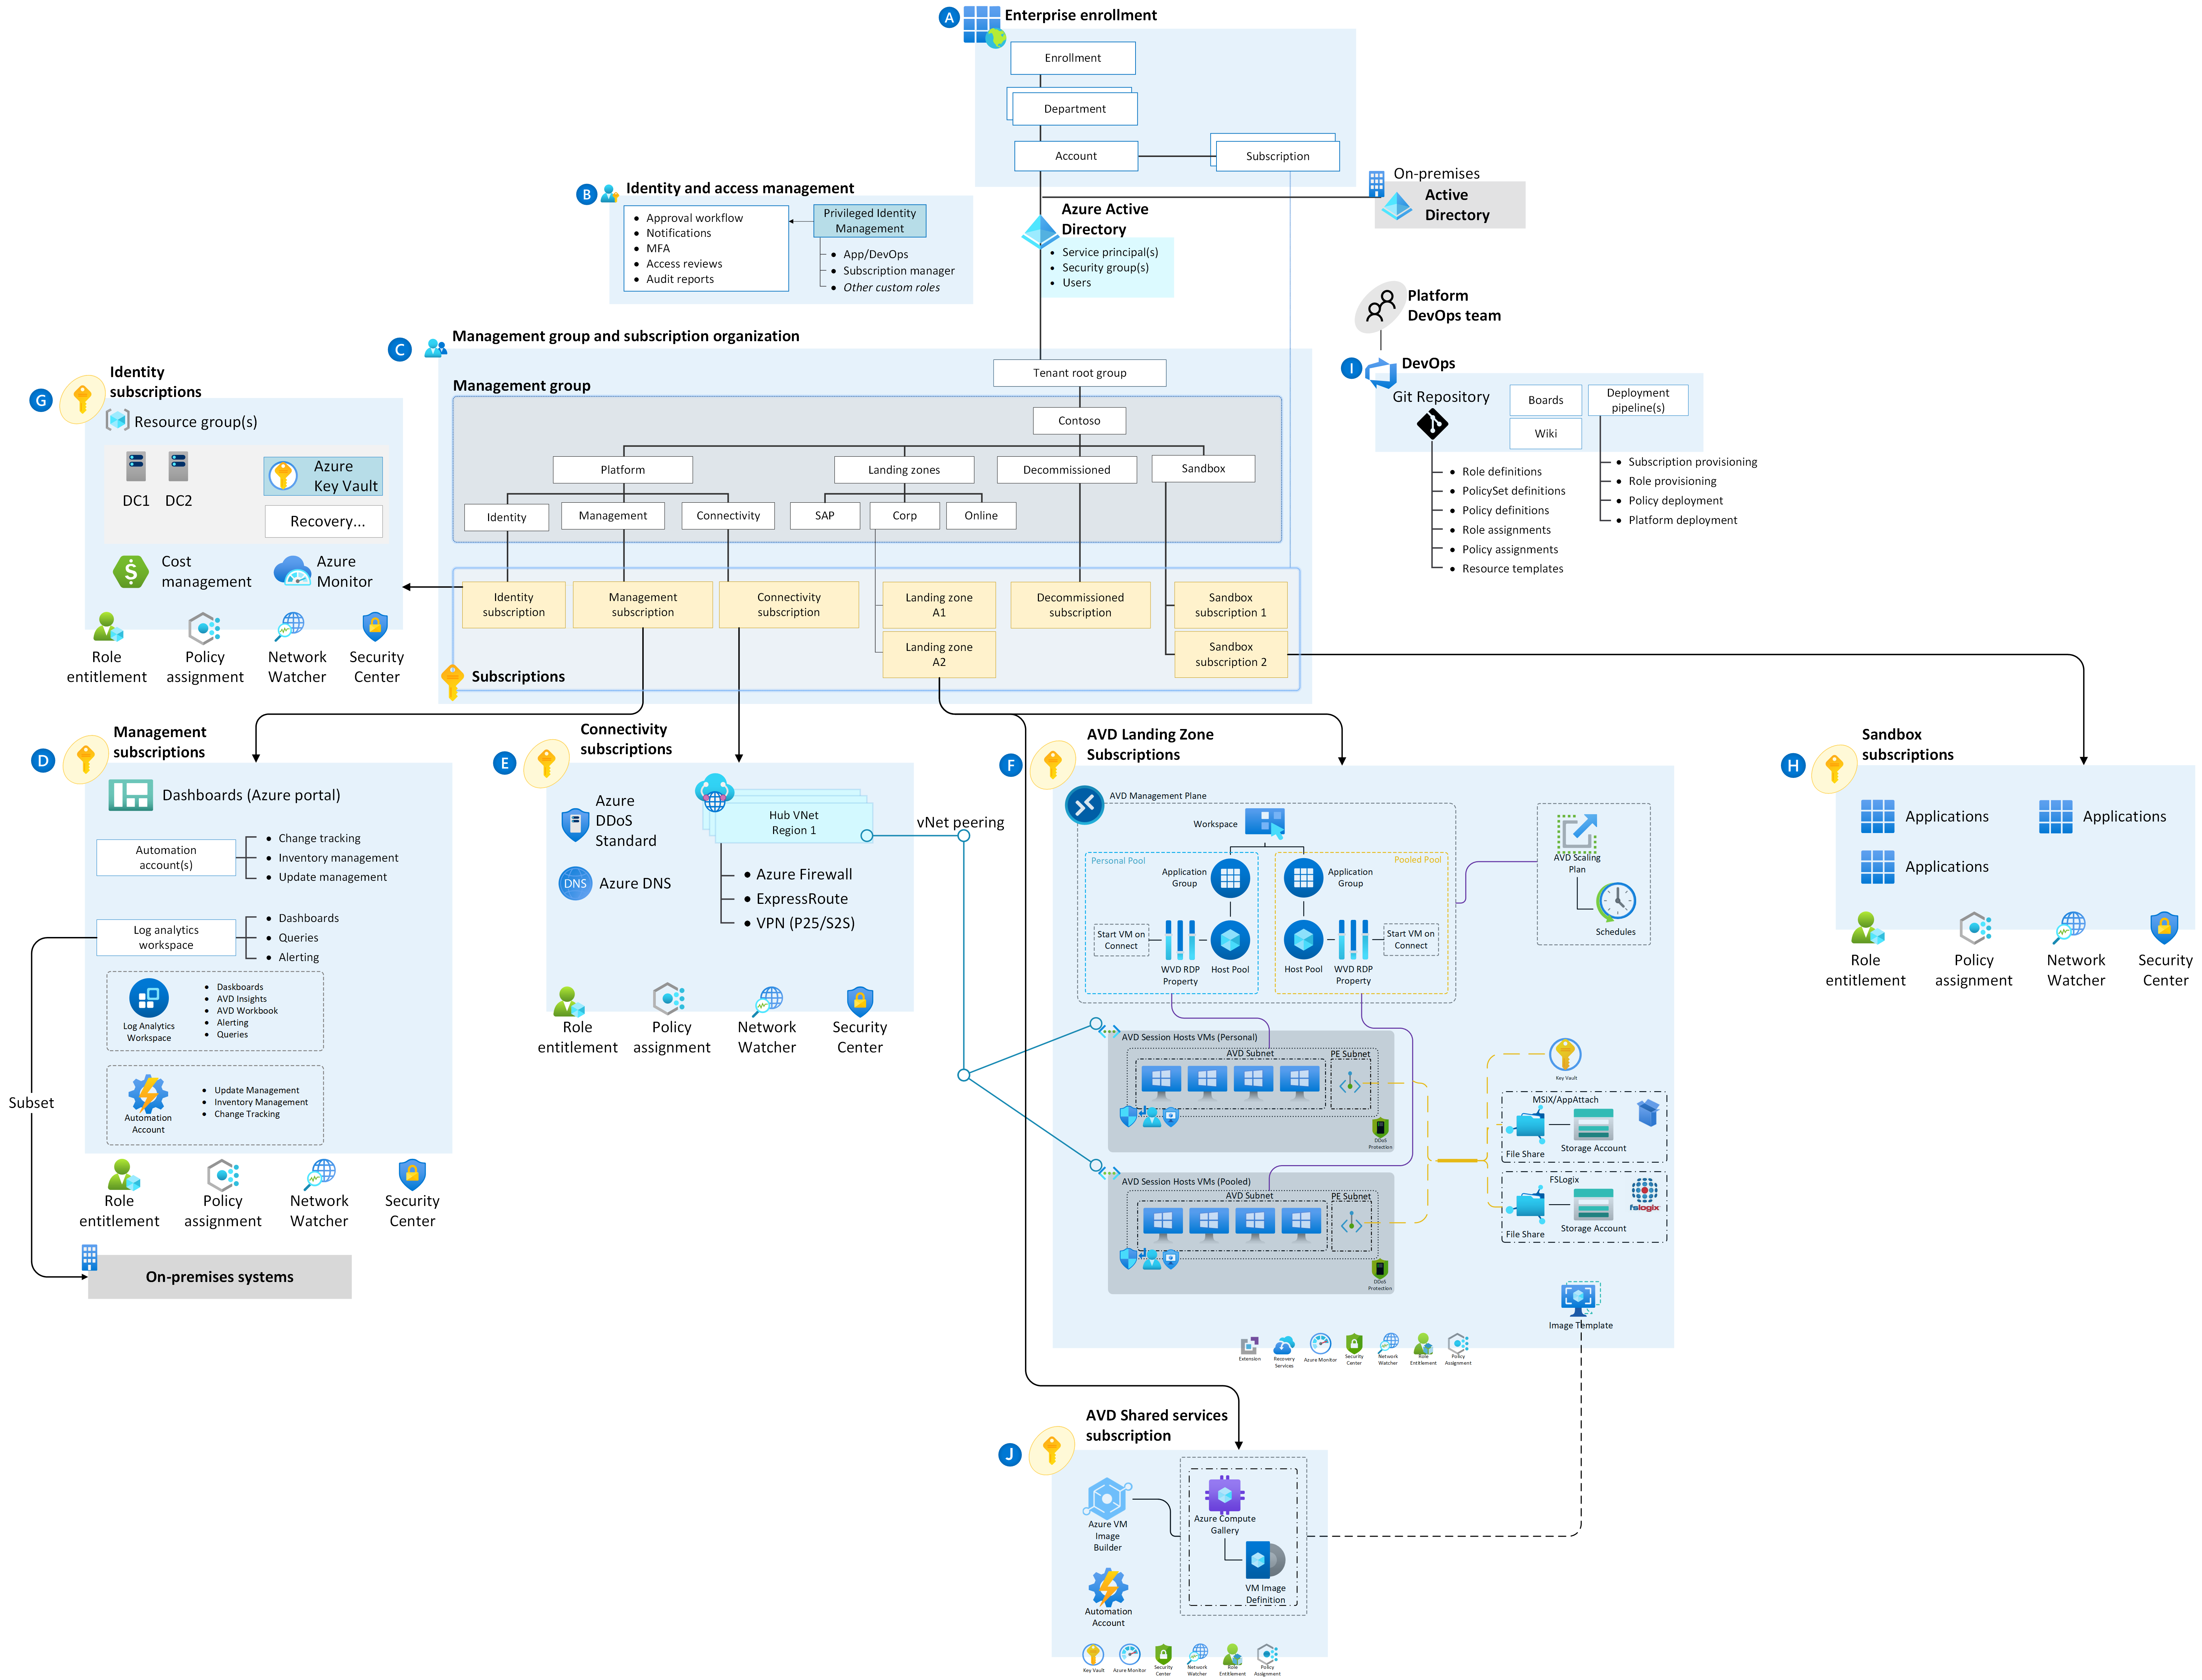 A
Enterprise enrollment
Enrollment
Department
Account
Subscription
On-premises
Active
Directory
B
Identity and access management
Approval workflow
Notifications
MFA
Access reviews
Audit reports
Privileged Identity
Management
App/DevOps
Subscription manager
Other custom roles
Azure Active
Directory
Service principal(s)
Security group(s)
Users
Platform
DevOps team
I
DevOps
Git Repository
Boards
Wiki
Deployment
pipeline(s)
Role definitions
PolicySet definitions
Policy definitions
Role assignments
Policy assignments
Resource templates
Subscription provisioning
Role provisioning
Policy deployment
Platform deployment
C
Management group and subscription organization
Management group
Tenant root group
Contoso
Platform
Landing zones
Decommissioned
Sandbox
Identity
Management
Connectivity
SAP
Corp
Online
Identity
subscription
Management
subscription
Connectivity
subscription
Landing zone
A1
Landing zone
A2
Decommissioned
subscription
Sandbox
subscription 1
Sandbox
subscription 2
Subscriptions
G
Identity
subscriptions
Resource group(s)
DC1
DC2
Azure
Key Vault
Recovery...
Cost
management
Azure
Monitor
Role
entitlement
Policy
assignment
Network
Watcher
Security
Center
D
Management
subscriptions
Dashboards (Azure portal)
Automation
account(s)
Change tracking
Inventory management
Update management
Log analytics
workspace
Dashboards
Queries
Alerting
Log Analytics
Workspace
Daskboards
AVD Insights
AVD Workbook
Alerting
Queries
Automation
Account
Update Management
Inventory Management
Change Tracking
Role
entitlement
Policy
assignment
Network
Watcher
Security
Center
Subset
On-premises systems
E
Connectivity
subscriptions
Azure
DDoS
Standard
DNS
Azure DNS
Hub VNet
Region 1
Azure Firewall
ExpressRoute
VPN (P25/S2S)
vNet peering
Role
entitlement
Policy
assignment
Network
Watcher
Security
Center
F
AVD Landing Zone
Subscriptions
AVD Management Plane
Workspace
Personal Pool
Pooled Pool
Application
Group
Application
Group
Start VM on
Connect
WVD RDP
Property
Host Pool
Host Pool
WVD RDP
Property
Start VM on
Connect
AVD Scaling
Plan
Schedules
AVD Session Hosts VMs (Personal)
AVD Subnet
PE Subnet
DDoS
Protection
AVD Session Hosts VMs (Pooled)
AVD Subnet
PE Subnet
DDoS
Protection
Key Vault
MSIX/AppAttach
File Share
Storage Account
FSLogix
File Share
Storage Account
fslogix
Image Template
Extension
Recovery
Services
Azure Monitor
Security
Center
Network
Watcher
Role
Entitlement
Policy
Assignment
H
Sandbox
subscriptions
Applications
Applications
Applications
Role
entitlement
Policy
assignment
Network
Watcher
Security
Center
J
AVD Shared services
subscription
Azure VM
Image
Builder
Azure Compute
Gallery
VM Image
Definition
Automation
Account
Key Vault
Azure Monitor
Security
Center
Network
Watcher
Role
Entitlement
Policy
Assignment